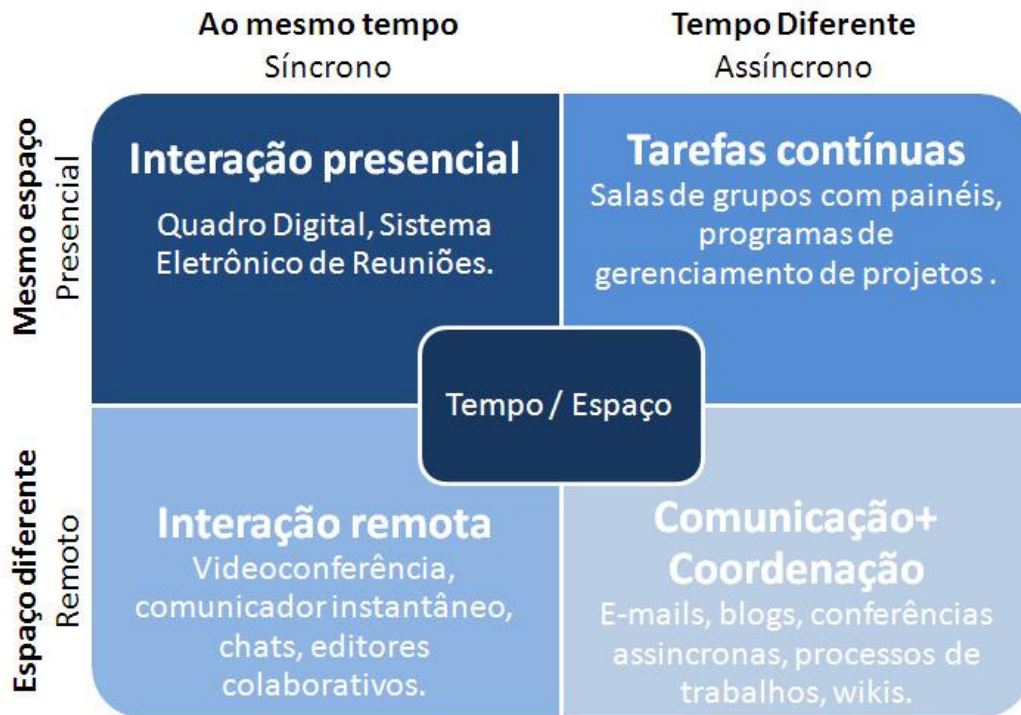 Ao mesmo tempo
Síncrono
Tempo Diferente
Assíncrono
Mesmo espaço
Presencial
Interação presencial
Quadro Digital, Sistema
Eletrônico de Reuniões.
Tarefas contínuas
Salas de grupos com painéis,
programas de
gerenciamento de projetos .
Tempo / Espaço
Espaço diferente
Remoto
Interação remota
Videoconferência,
comunicador instantâneo,
chats, editores
colaborativos.
Comunicação+
Coordenação
E-mails, blogs, conferências
assincronas, processos de
trabalhos, wikis.